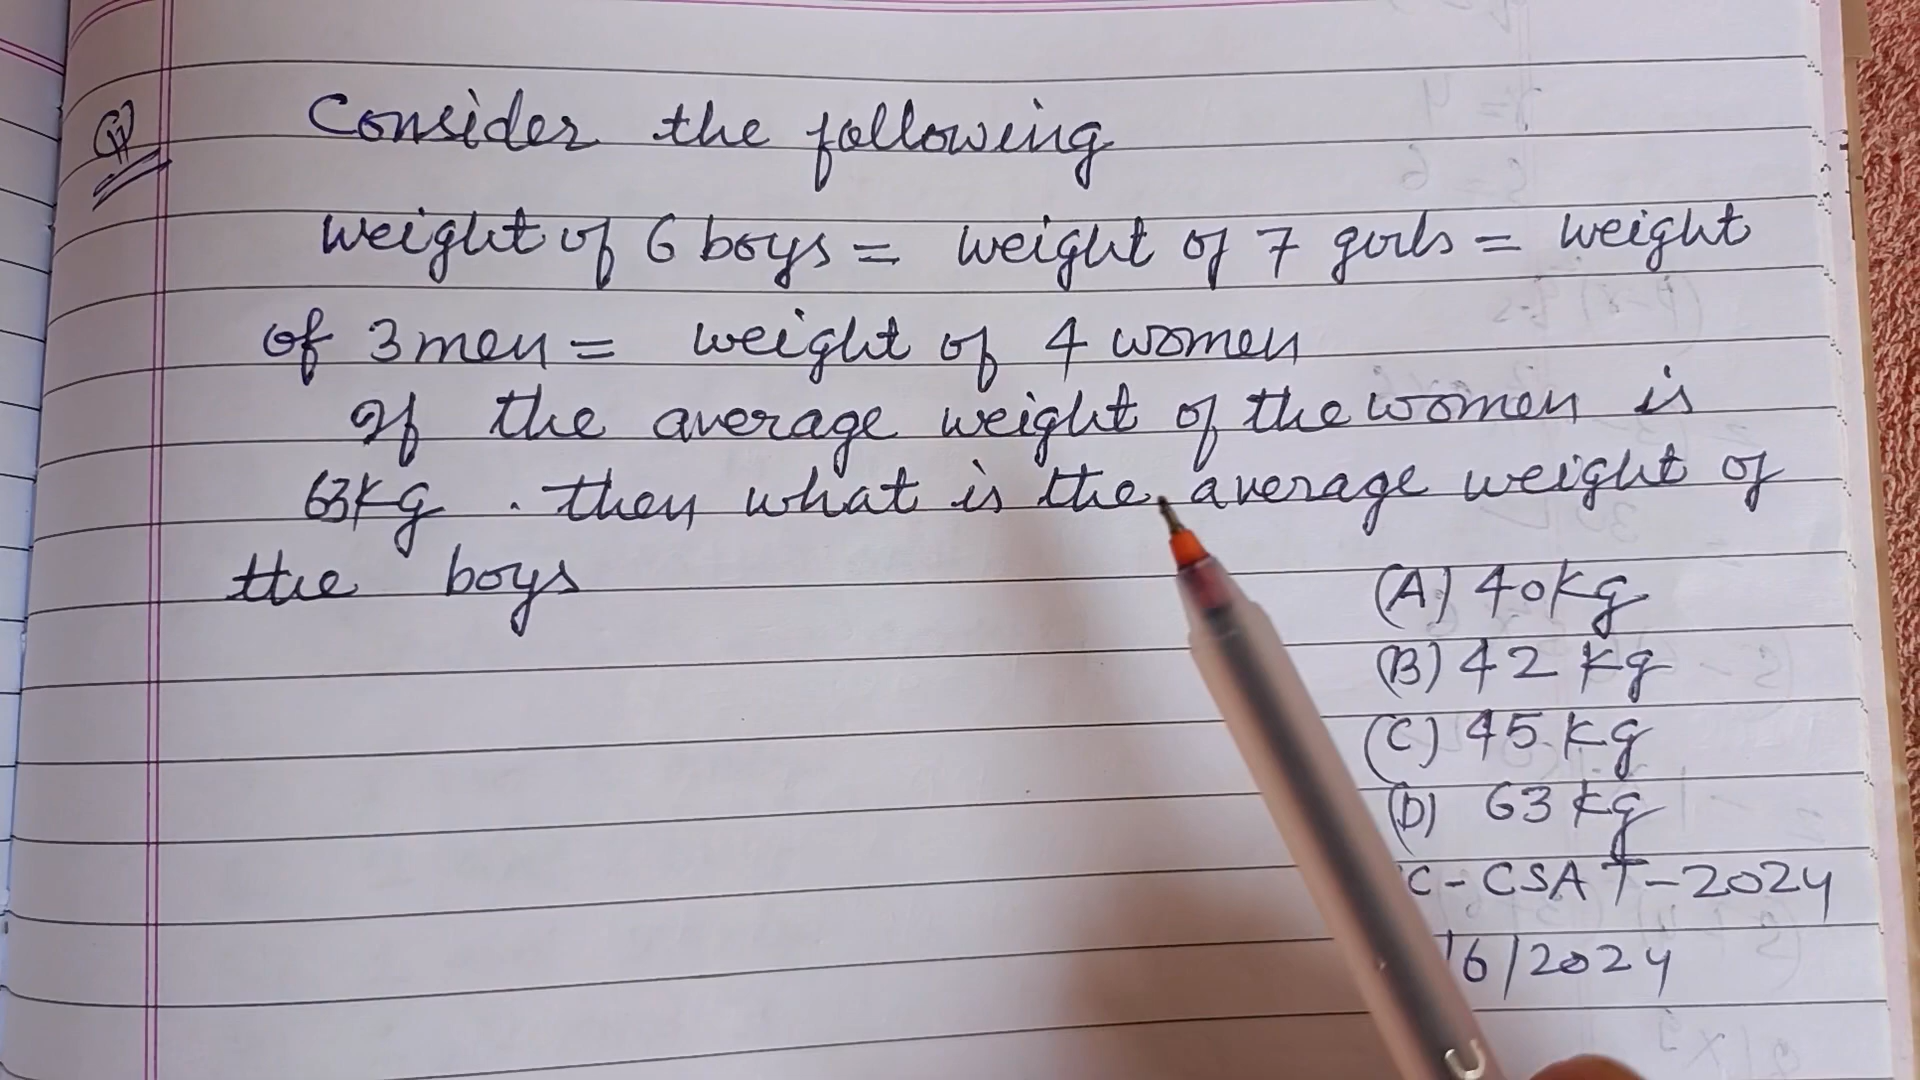 Q
Consider the following
weight of 6 boys = weight of 7 girls = weight
of 3 men = weight of 4 women
If the average weight of the women is
63kg . then what is the average weight of
the boys
(A) 40kg
(B) 42 kg
(C) 45 kg
(D) 63 kg
C - CSAT - 2024
/6/2024